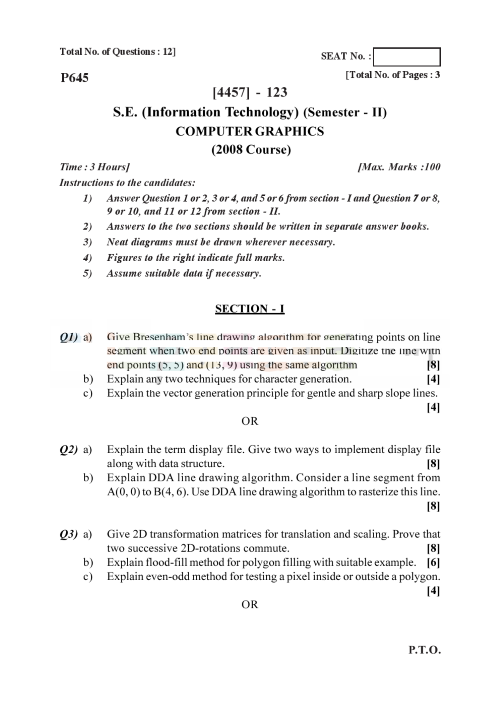 Total No. of Questions : 12]
SEAT No. :
P645
[Total No. of Pages : 3
[4457] - 123
S.E. (Information Technology) (Semester - II)
COMPUTER GRAPHICS
(2008 Course)
Time : 3 Hours]
[Max. Marks :100
Instructions to the candidates:
1) Answer Question 1 or 2, 3 or 4, and 5 or 6 from section - I and Question 7 or 8,
9 or 10, and 11 or 12 from section - II.
2) Answers to the two sections should be written in separate answer books.
3) Neat diagrams must be drawn wherever necessary.
4) Figures to the right indicate full marks.
5) Assume suitable data if necessary.
SECTION - I
Q1) a) Give Bresenham's line drawing algorithm for generating points on line
segment when two end points are given as input. Digitize the line with
end points (5, 5) and (13, 9) using the same algorithm [8]
b) Explain any two techniques for character generation. [4]
c) Explain the vector generation principle for gentle and sharp slope lines.
[4]
OR
Q2) a) Explain the term display file. Give two ways to implement display file
along with data structure. [8]
b) Explain DDA line drawing algorithm. Consider a line segment from
A(0, 0) to B(4, 6). Use DDA line drawing algorithm to rasterize this line.
[8]
Q3) a) Give 2D transformation matrices for translation and scaling. Prove that
two successive 2D-rotations commute. [8]
b) Explain flood-fill method for polygon filling with suitable example. [6]
c) Explain even-odd method for testing a pixel inside or outside a polygon.
[4]
OR
P.T.O.